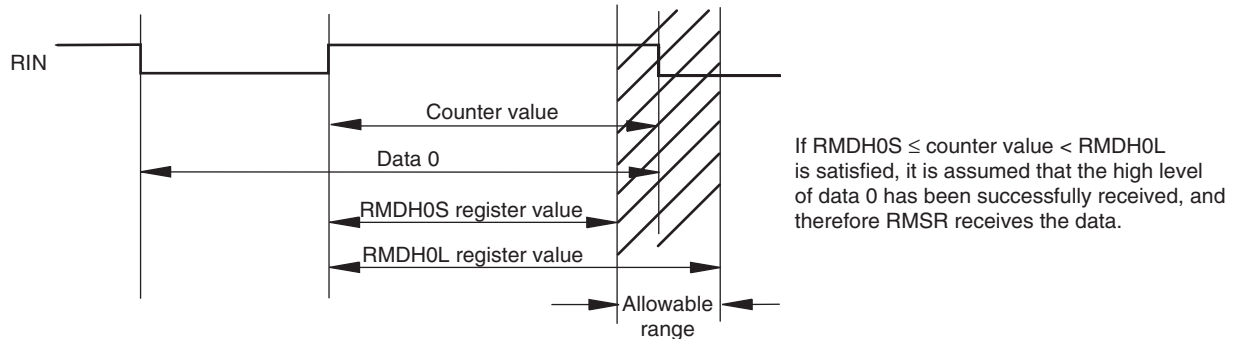 RIN
Counter value
Data 0
RMDH0S register value
RMDH0L register value
Allowable
range
If RMDH0S ≤ counter value < RMDH0L
is satisfied, it is assumed that the high level
of data 0 has been successfully received, and
therefore RMSR receives the data.